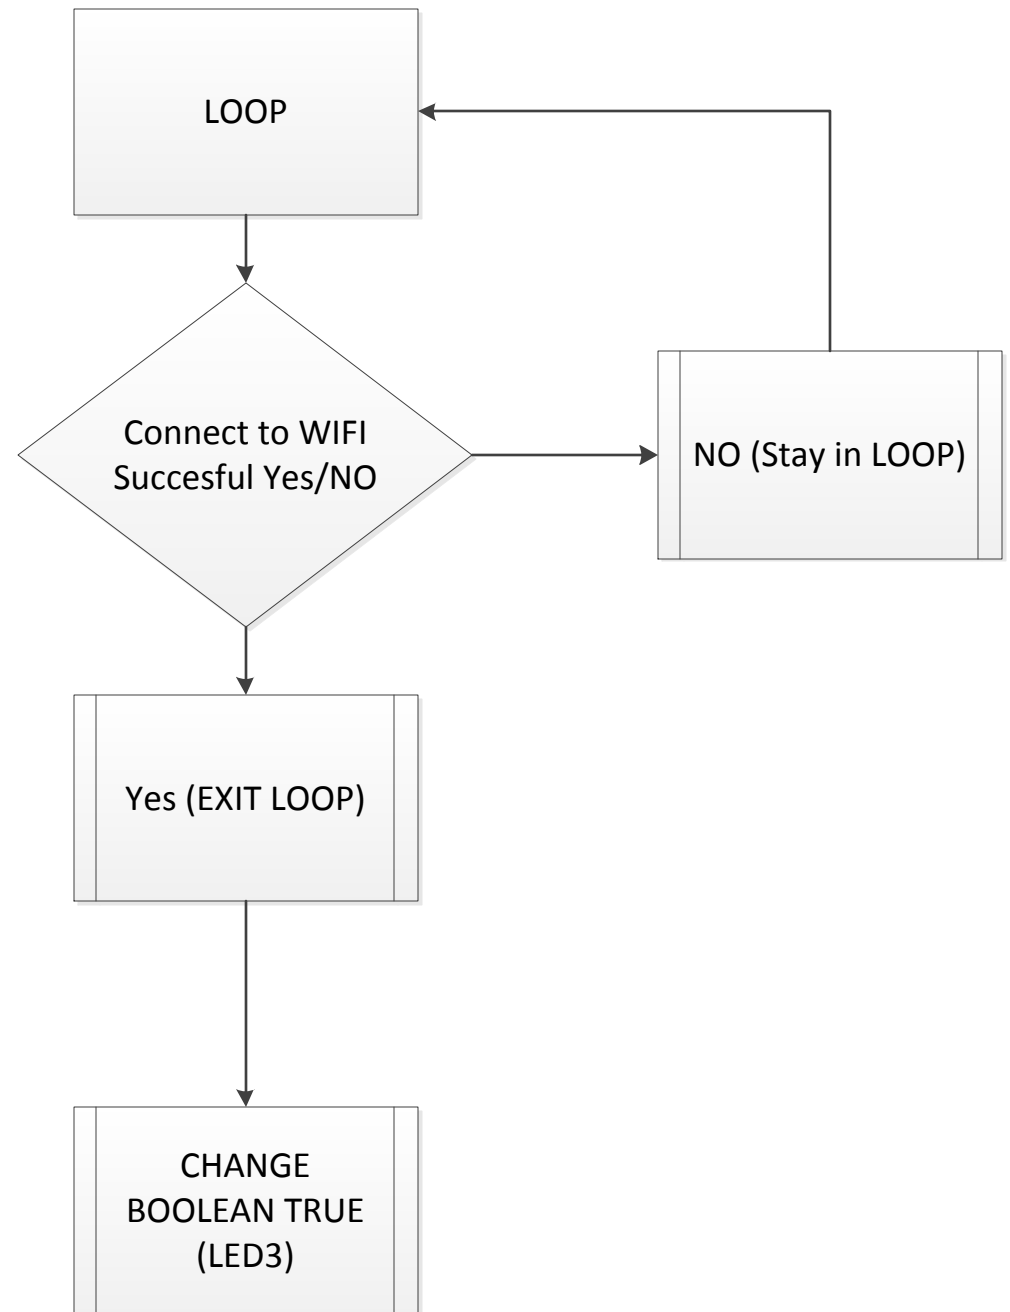 LOOP
Connect to WIFI
Succesful Yes/NO
NO (Stay in LOOP)
Yes (EXIT LOOP)
CHANGE
BOOLEAN TRUE
(LED3)